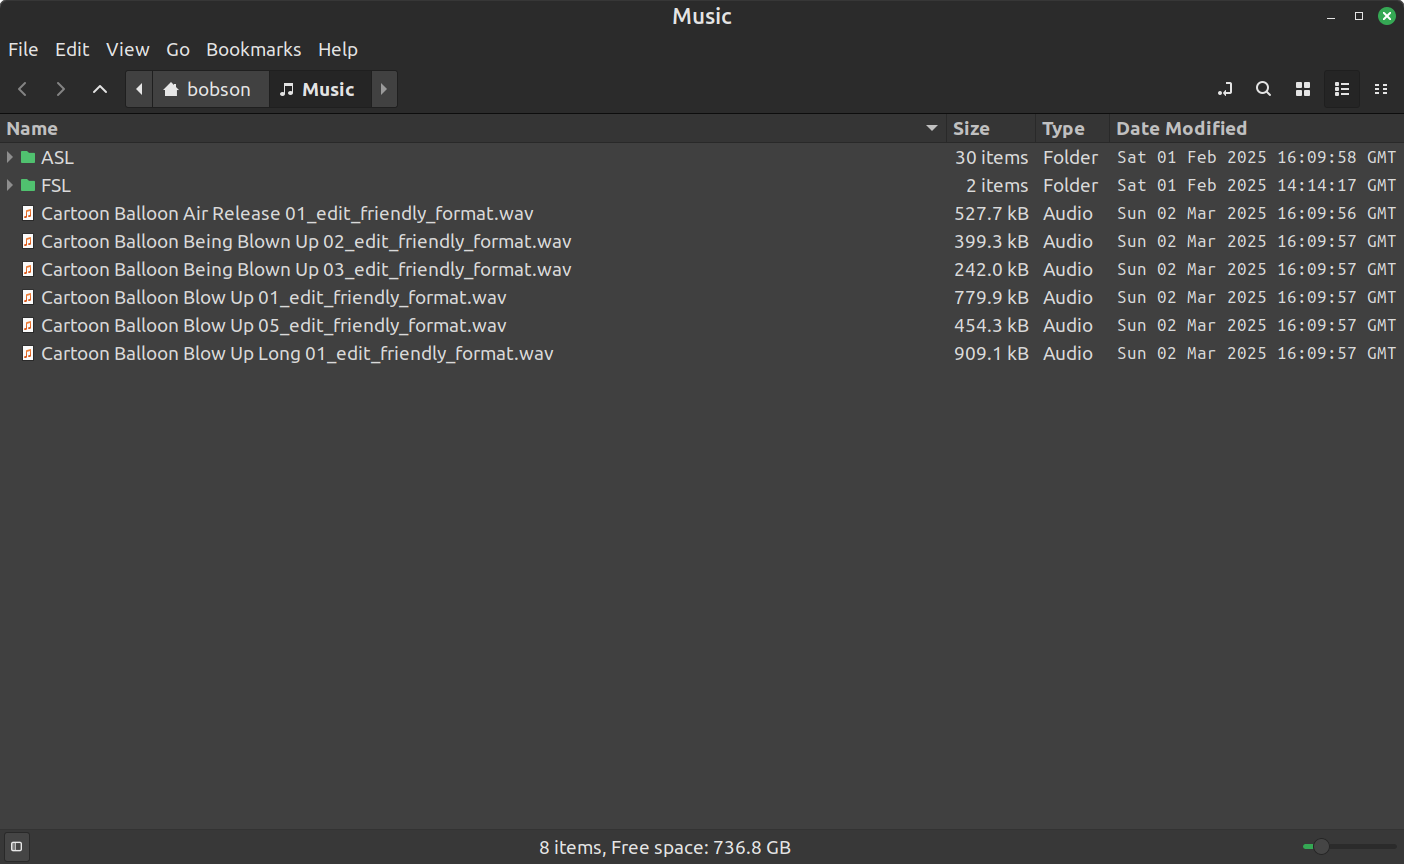 Music
File Edit View Go Bookmarks Help
bobson Music
Name Size Type Date Modified
ASL 30 items Folder Sat 01 Feb 2025 16:09:58 GMT
FSL 2 items Folder Sat 01 Feb 2025 14:14:17 GMT
Cartoon Balloon Air Release 01_edit_friendly_format.wav 527.7 kB Audio Sun 02 Mar 2025 16:09:56 GMT
Cartoon Balloon Being Blown Up 02_edit_friendly_format.wav 399.3 kB Audio Sun 02 Mar 2025 16:09:57 GMT
Cartoon Balloon Being Blown Up 03_edit_friendly_format.wav 242.0 kB Audio Sun 02 Mar 2025 16:09:57 GMT
Cartoon Balloon Blow Up 01_edit_friendly_format.wav 779.9 kB Audio Sun 02 Mar 2025 16:09:57 GMT
Cartoon Balloon Blow Up 05_edit_friendly_format.wav 454.3 kB Audio Sun 02 Mar 2025 16:09:57 GMT
Cartoon Balloon Blow Up Long 01_edit_friendly_format.wav 909.1 kB Audio Sun 02 Mar 2025 16:09:57 GMT
8 items, Free space: 736.8 GB